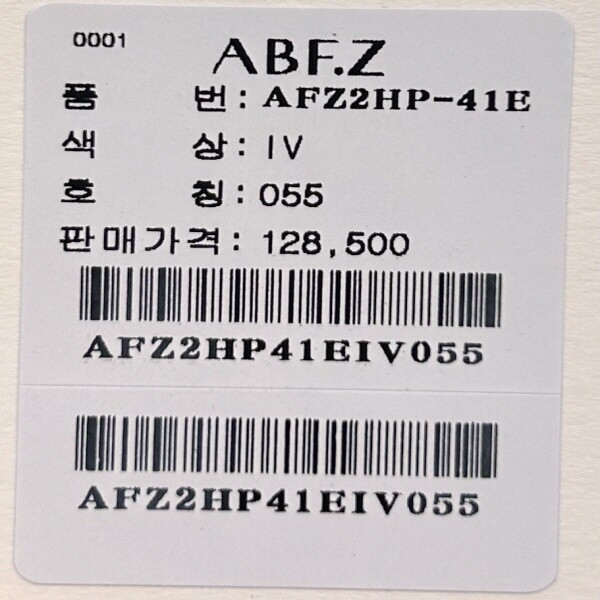 0001
ABF.Z
품 번: AFZ2HP-41E
색 상: IV
호 칭: 055
판매가격: 128,500
AFZ2HP41EIV055
AFZ2HP41EIV055